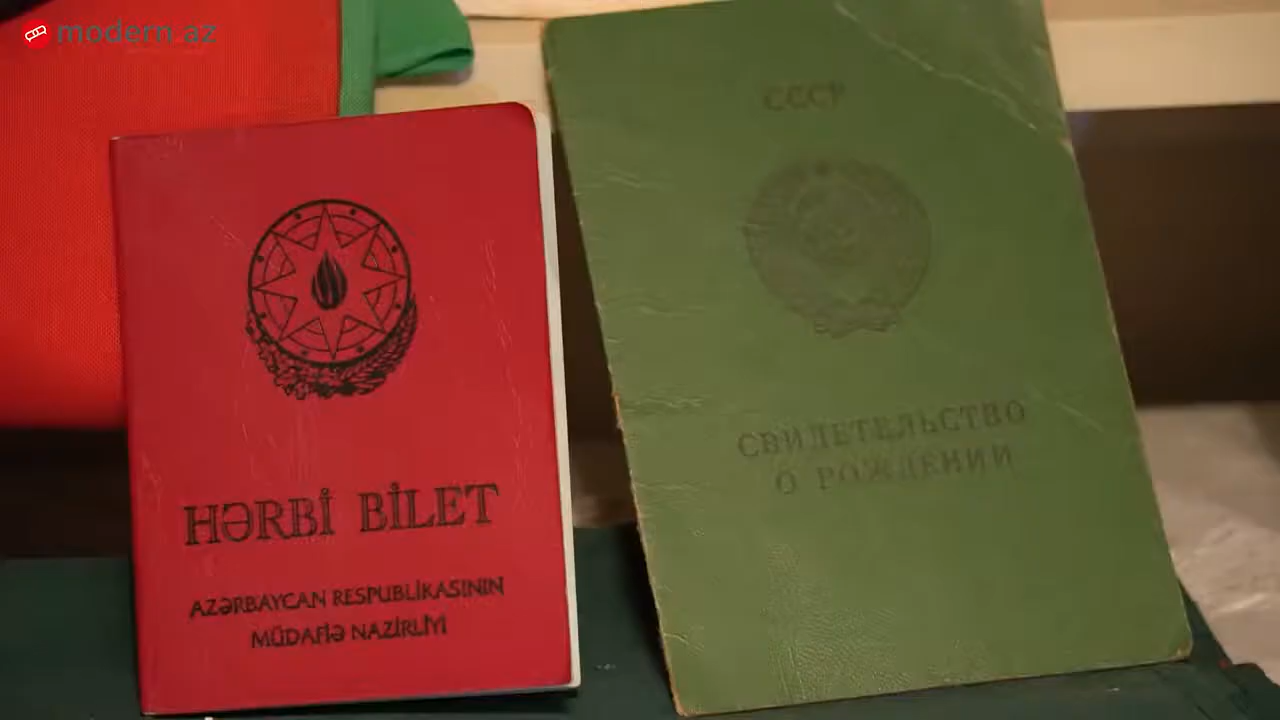 modern.az
HƏRBİ BİLET
AZƏRBAYCAN RESPUBLİKASININ
MÜDAFİƏ NAZİRLİYİ
СССР
СВИДЕТЕЛЬСТВО
О РОЖДЕНИИ